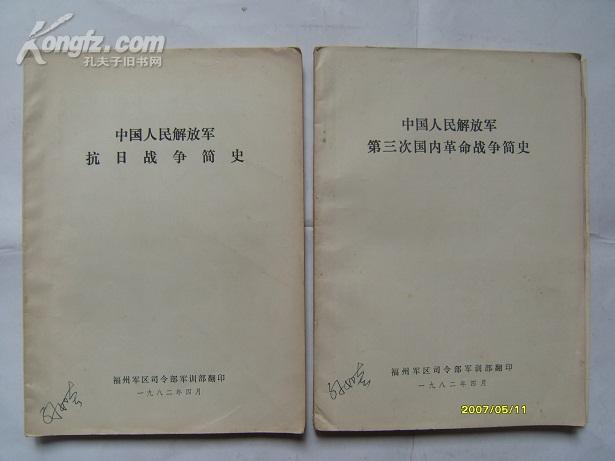 Kongfz.com
孔夫子旧书网
中国人民解放军
抗日战争简史
福州军区司令部军训部翻印
一九八二年四月
中国人民解放军
第三次国内革命战争简史
福州军区司令部军训部翻印
一九八二年四月
2007/05/11